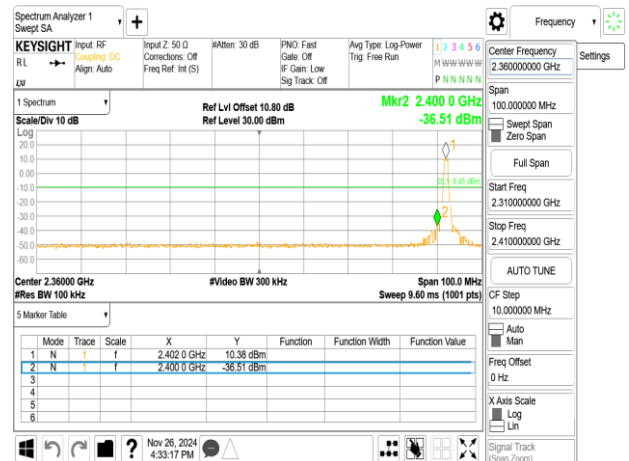 Spectrum Analyzer 1
Swept SA
Frequency
KEYSIGHT
RL
Input: RF
Coupling: DC
Align: Auto
Input Z: 50 Ω
Corrections: Off
Freq Ref: Int (S)
#Atten: 30 dB
PNO: Fast
Gate: Off
IF Gain: Low
Sig Track: Off
Avg Type: Log-Power
Trig: Free Run
1 2 3 4 5 6
M W W W W W
P N N N N N
Center Frequency
2.360000000 GHz
Settings
Span
100.000000 MHz
Swept Span
Zero Span
Full Span
Start Freq
2.310000000 GHz
Stop Freq
2.410000000 GHz
AUTO TUNE
CF Step
10.000000 MHz
Auto
Man
Freq Offset
0 Hz
X Axis Scale
Log
Lin
Signal Track
(Span Zoom)
1 Spectrum
Scale/Div 10 dB
Ref Lvl Offset 10.80 dB
Ref Level 30.00 dBm
Mkr2 2.400 0 GHz
-36.51 dBm
Log
20.0
10.0
0.00
-10.0
-20.0
-30.0
-40.0
-50.0
-60.0
1
2
Center 2.36000 GHz
#Res BW 100 kHz
#Video BW 300 kHz
Span 100.0 MHz
Sweep 9.60 ms (1001 pts)
5 Marker Table
Mode Trace Scale X Y Function Function Width Function Value
1 N 1 f 2.402 0 GHz 10.38 dBm
2 N 1 f 2.400 0 GHz -36.51 dBm
3
4
5
6
?
Nov 26, 2024
4:33:17 PM